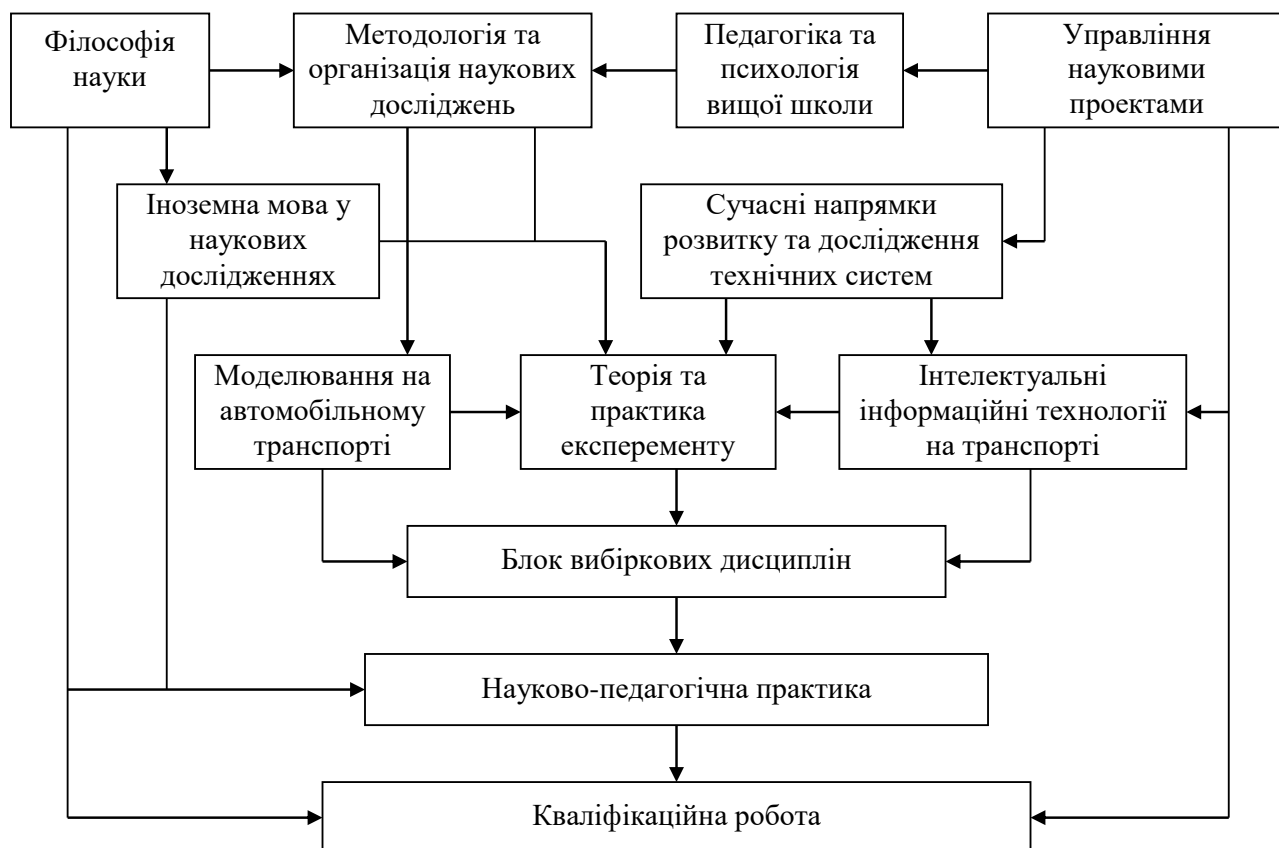 Філософія
науки
Методологія та
організація наукових
досліджень
Педагогіка та
психологія
вищої школи
Управління
науковими
проектами
Іноземна мова у
наукових
дослідженнях
Сучасні напрямки
розвитку та дослідження
технічних систем
Моделювання на
автомобільному
транспорті
Теорія та
практика
експеременту
Інтелектуальні
інформаційні технології
на транспорті
Блок вибіркових дисциплін
Науково-педагогічна практика
Кваліфікаційна робота